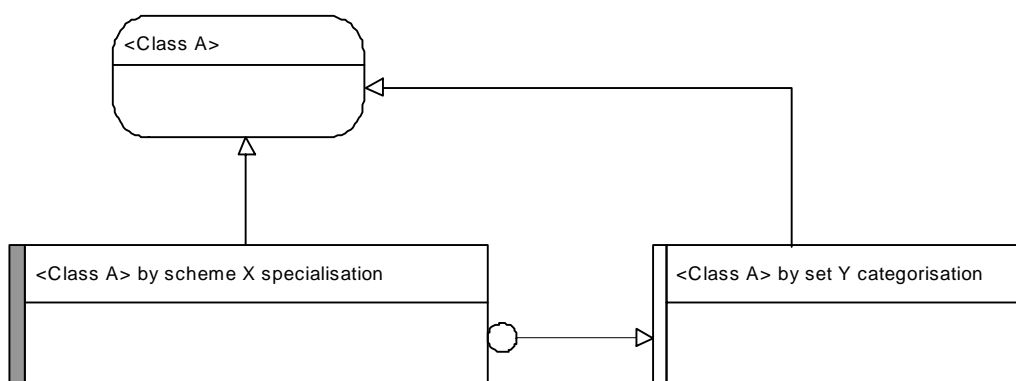 <Class A>
<Class A> by scheme X specialisation
<Class A> by set Y categorisation